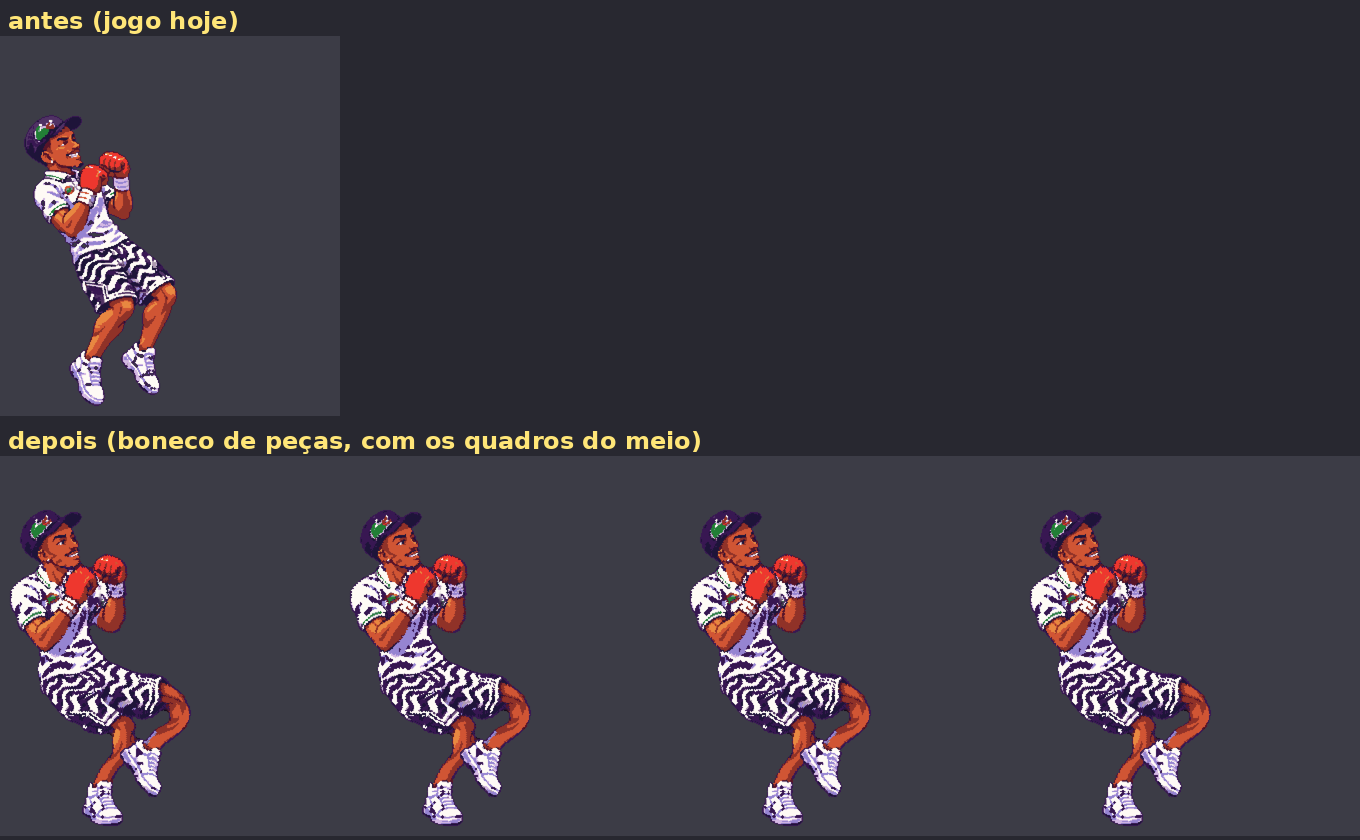 antes (jogo hoje)
depois (boneco de peças, com os quadros do meio)